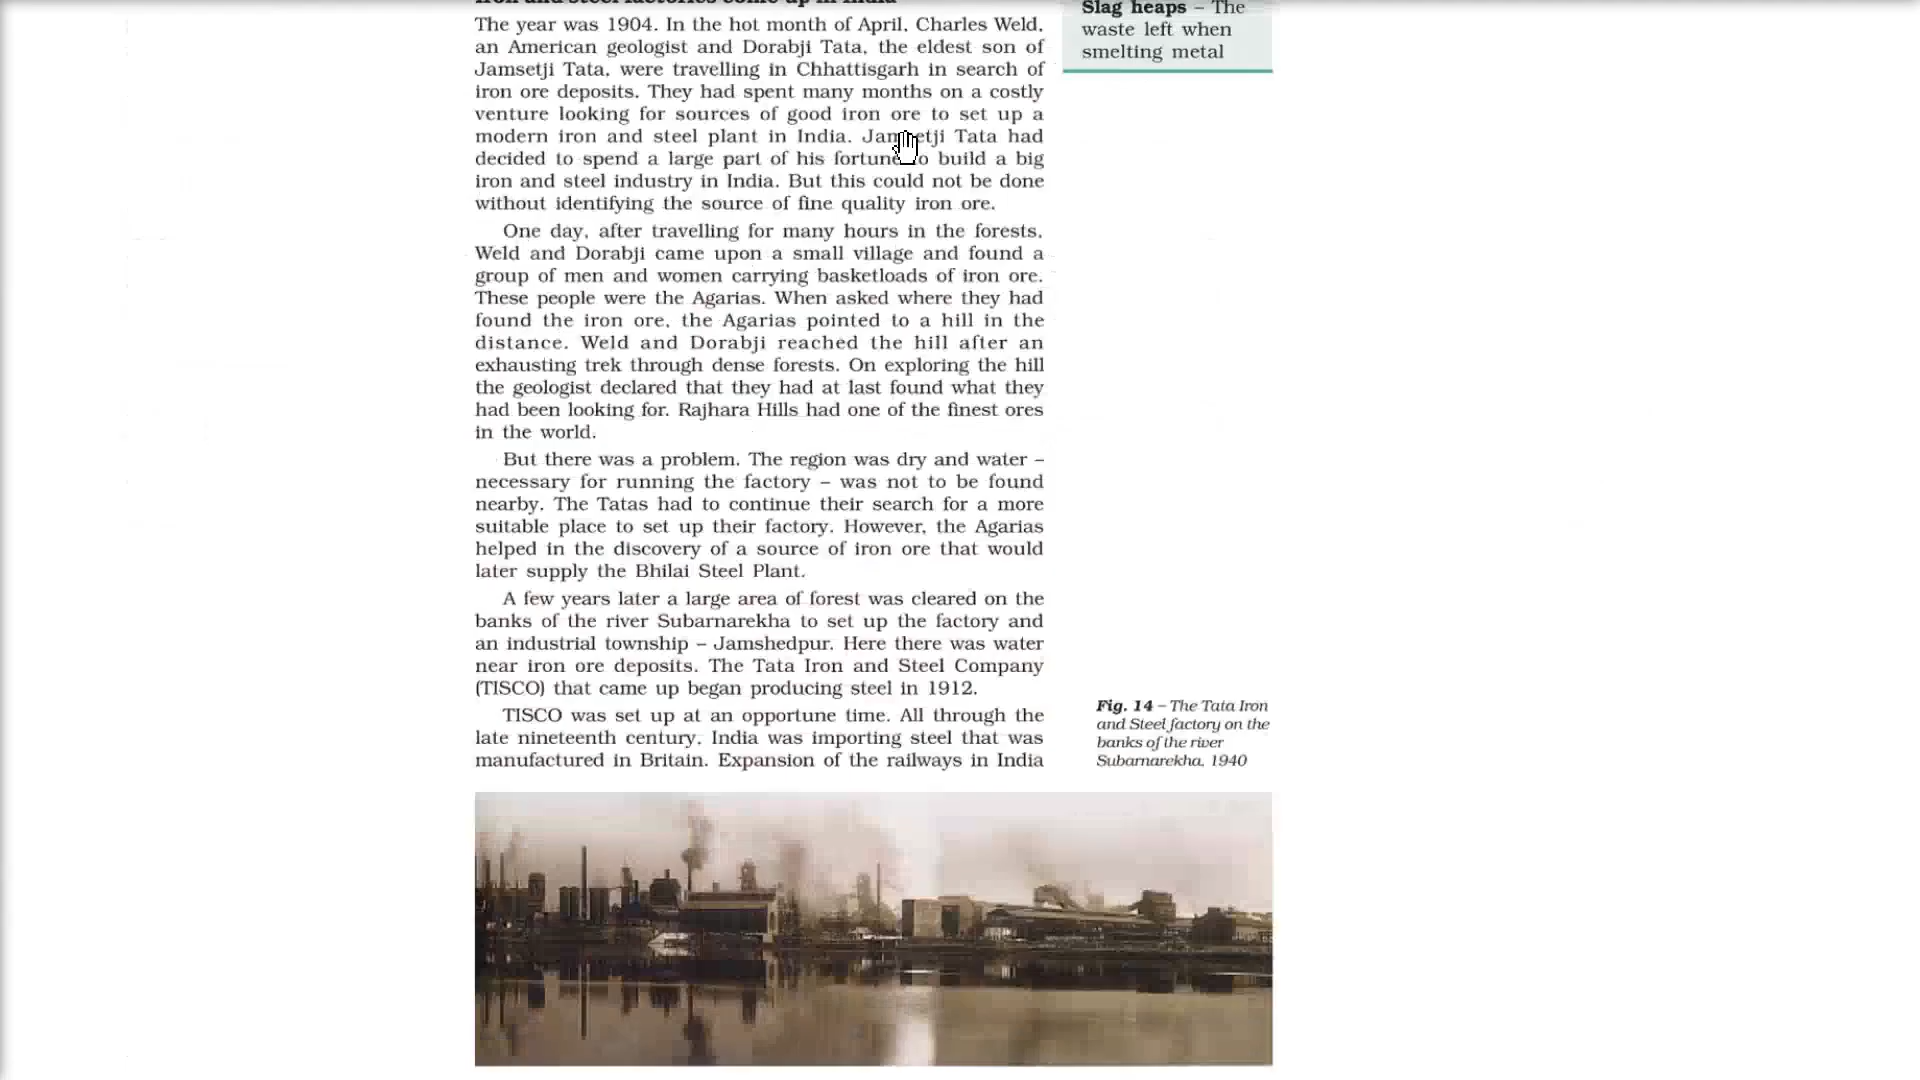 Iron and steel factories come up in India
The year was 1904. In the hot month of April, Charles Weld,
an American geologist and Dorabji Tata, the eldest son of
Jamsetji Tata, were travelling in Chhattisgarh in search of
iron ore deposits. They had spent many months on a costly
venture looking for sources of good iron ore to set up a
modern iron and steel plant in India. Jamsetji Tata had
decided to spend a large part of his fortune to build a big
iron and steel industry in India. But this could not be done
without identifying the source of fine quality iron ore.
One day, after travelling for many hours in the forests,
Weld and Dorabji came upon a small village and found a
group of men and women carrying basketloads of iron ore.
These people were the Agarias. When asked where they had
found the iron ore, the Agarias pointed to a hill in the
distance. Weld and Dorabji reached the hill after an
exhausting trek through dense forests. On exploring the hill
the geologist declared that they had at last found what they
had been looking for. Rajhara Hills had one of the finest ores
in the world.
But there was a problem. The region was dry and water –
necessary for running the factory – was not to be found
nearby. The Tatas had to continue their search for a more
suitable place to set up their factory. However, the Agarias
helped in the discovery of a source of iron ore that would
later supply the Bhilai Steel Plant.
A few years later a large area of forest was cleared on the
banks of the river Subarnarekha to set up the factory and
an industrial township – Jamshedpur. Here there was water
near iron ore deposits. The Tata Iron and Steel Company
(TISCO) that came up began producing steel in 1912.
TISCO was set up at an opportune time. All through the
late nineteenth century, India was importing steel that was
manufactured in Britain. Expansion of the railways in India
Slag heaps – The
waste left when
smelting metal
Fig. 14 – The Tata Iron
and Steel factory on the
banks of the river
Subarnarekha, 1940